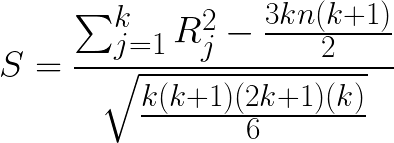 S = \frac{\sum_{j=1}^{k} R_j^2 - \frac{3kn(k+1)}{2}}{\sqrt{\frac{k(k+1)(2k+1)(k)}{6}}}